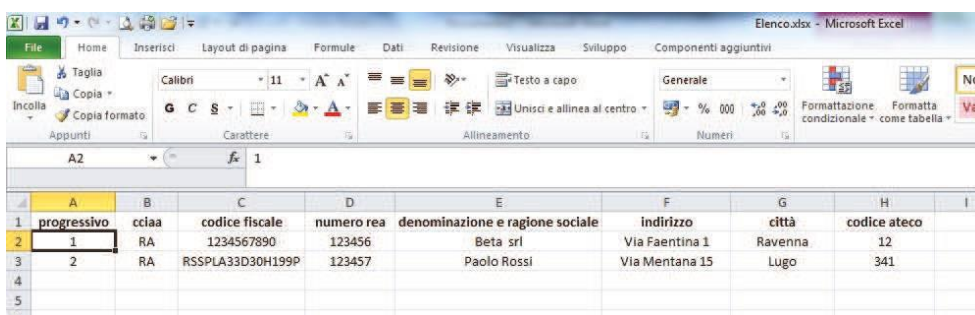 Elenco.xlsx - Microsoft Excel
File Home Inserisci Layout di pagina Formule Dati Revisione Visualizza Sviluppo Componenti aggiuntivi
Taglia Calibri 11 A A Testo a capo Generale
Incolla Copia G C S A Unisci e allinea al centro % 000 Formattazione condizionale Formatta come tabella
Copia formato
Appunti Carattere Allineamento Numeri
A2 fx 1
A B C D E F G H I
1 progressivo cciaa codice fiscale numero rea denominazione e ragione sociale indirizzo città codice ateco
2 1 RA 1234567890 123456 Beta srl Via Faentina 1 Ravenna 12
3 2 RA RSSPLA33D30H199P 123457 Paolo Rossi Via Mentana 15 Lugo 341
4
5